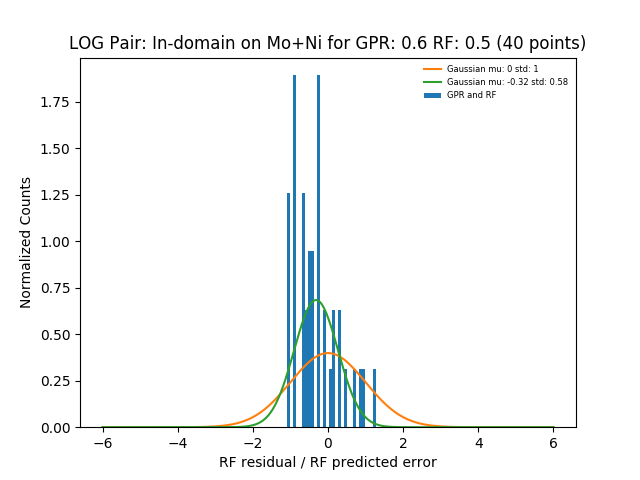 LOG Pair: In-domain on Mo+Ni for GPR: 0.6 RF: 0.5 (40 points)
Gaussian mu: 0 std: 1
Gaussian mu: -0.32 std: 0.58
GPR and RF
Normalized Counts
1.75
1.50
1.25
1.00
0.75
0.50
0.25
0.00
−6 −4 −2 0 2 4 6
RF residual / RF predicted error